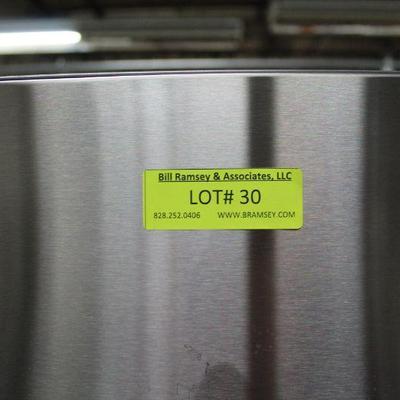 Bill Ramsey & Associates, LLC
LOT# 30
828.252.0406 WWW.BRAMSEY.COM